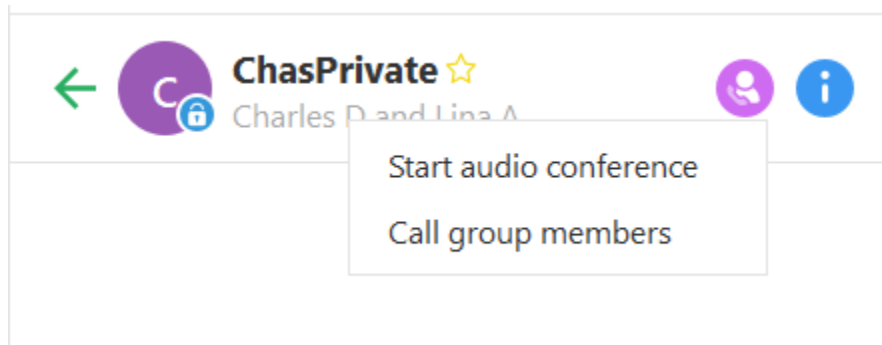 C
ChasPrivate
Charles D and Lina A
Start audio conference
Call group members